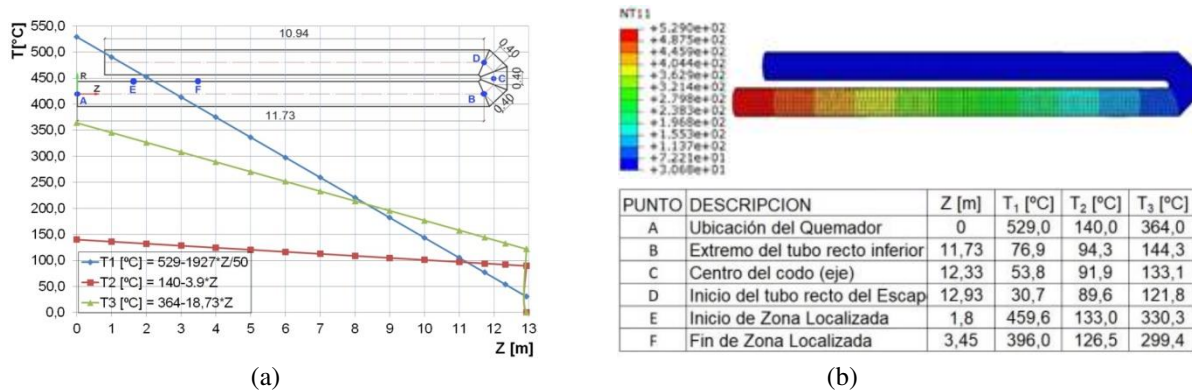 T[°C]
550,0
500,0
450,0
400,0
350,0
300,0
250,0
200,0
150,0
100,0
50,0
0,0
10.94
0,40
D
C
0,40
R
E
F
Z
A
B
0,40
11.73
T1 [ºC] = 529-1927*Z/50
T2 [ºC] = 140-3.9*Z
T3 [ºC] = 364-18,73*Z
0 1 2 3 4 5 6 7 8 9 10 11 12 13
Z [m]
(a)
NT11
+5.290e+02
+4.875e+02
+4.459e+02
+4.044e+02
+3.629e+02
+3.214e+02
+2.798e+02
+2.383e+02
+1.968e+02
+1.553e+02
+1.137e+02
+7.221e+01
+3.068e+01
PUNTO DESCRIPCION Z [m] T1 [ºC] T2 [ºC] T3 [ºC]
A Ubicación del Quemador 0 529,0 140,0 364,0
B Extremo del tubo recto inferior 11,73 76,9 94,3 144,3
C Centro del codo (eje) 12,33 53,8 91,9 133,1
D Inicio del tubo recto del Escap 12,93 30,7 89,6 121,8
E Inicio de Zona Localizada 1,8 459,6 133,0 330,3
F Fin de Zona Localizada 3,45 396,0 126,5 299,4
(b)